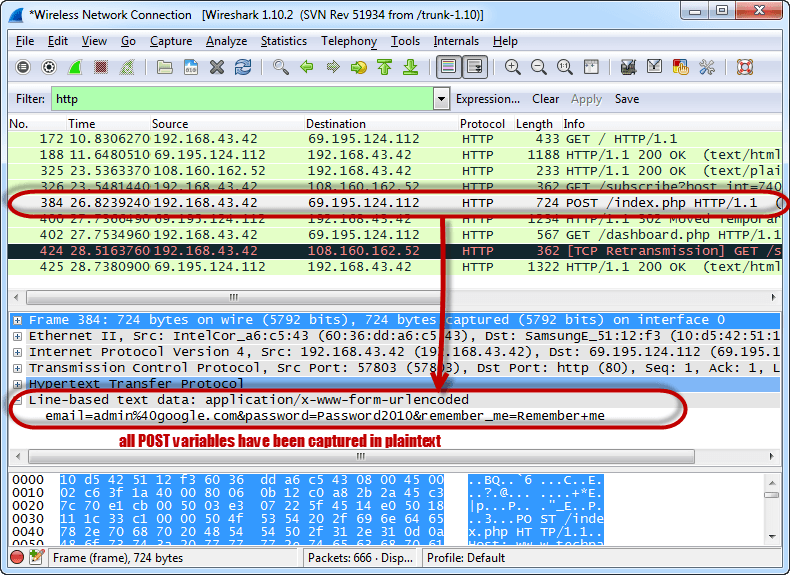 *Wireless Network Connection [Wireshark 1.10.2 (SVN Rev 51934 from /trunk-1.10)]
File Edit View Go Capture Analyze Statistics Telephony Tools Internals Help
Filter: http Expression... Clear Apply Save
No. Time Source Destination Protocol Length Info
172 10.8306270 192.168.43.42 69.195.124.112 HTTP 433 GET / HTTP/1.1
188 11.6480510 69.195.124.112 192.168.43.42 HTTP 1188 HTTP/1.1 200 OK (text/html
325 23.5363370 108.160.162.52 192.168.43.42 HTTP 233 HTTP/1.1 200 OK (text/plai
326 23.5481440 192.168.43.42 108.160.162.52 HTTP 362 GET /subscribe?host_int=740
384 26.8239240 192.168.43.42 69.195.124.112 HTTP 724 POST /index.php HTTP/1.1 (
400 69.195.124.112 192.168.43.42 HTTP 1254 HTTP/1.1 302 Moved Temporar
402 27.7534960 192.168.43.42 69.195.124.112 HTTP 567 GET /dashboard.php HTTP/1.1
424 28.5163760 192.168.43.42 108.160.162.52 HTTP 362 [TCP Retransmission] GET /s
425 28.7380900 69.195.124.112 192.168.43.42 HTTP 1322 HTTP/1.1 200 OK (text/html
Frame 384: 724 bytes on wire (5792 bits), 724 bytes captured (5792 bits) on interface 0
Ethernet II, Src: IntelCor_a6:c5:43 (60:36:dd:a6:c5:43), Dst: SamsungE_51:12:f3 (10:d5:42:51:1
Internet Protocol Version 4, Src: 192.168.43.42 (192.168.43.42), Dst: 69.195.124.112 (69.195.1
Transmission Control Protocol, Src Port: 57803 (57803), Dst Port: http (80), Seq: 1, Ack: 1, L
Hypertext Transfer Protocol
Line-based text data: application/x-www-form-urlencoded
email=admin%40google.com&password=Password2010&remember_me=Remember+me
all POST variables have been captured in plaintext
0000 10 d5 42 51 12 f3 60 36 dd a6 c5 43 08 00 45 00 ..BQ..`6 ...C..E.
0010 02 c6 3f 1a 40 00 80 06 0b 12 c0 a8 2b 2a 45 c3 ..?.@... ....+*E.
0020 7c 70 e1 cb 00 50 03 e3 07 22 5f 45 14 e0 50 18 |p...P.. ."_E..P.
0030 11 1c 33 c1 00 00 50 4f 53 54 20 2f 69 6e 64 65 ..3...PO ST /inde
0040 78 2e 70 68 70 20 48 54 54 50 2f 31 2e 31 0d 0a x.php HT TP/1.1..
Frame (frame), 724 bytes Packets: 666 · Disp... Profile: Default